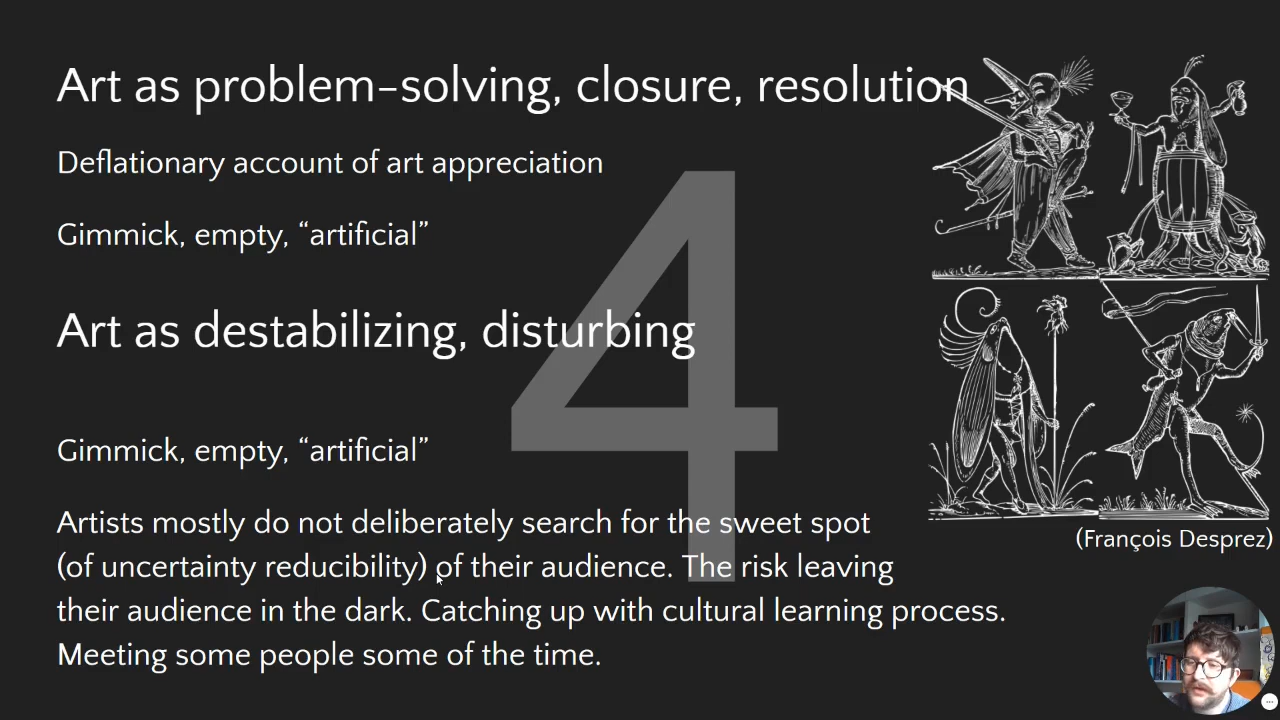 Art as problem-solving, closure, resolution
Deflationary account of art appreciation
Gimmick, empty, “artificial”
4
Art as destabilizing, disturbing
Gimmick, empty, “artificial”
Artists mostly do not deliberately search for the sweet spot
(of uncertainty reducibility) of their audience. The risk leaving
their audience in the dark. Catching up with cultural learning process.
Meeting some people some of the time.
(François Desprez)